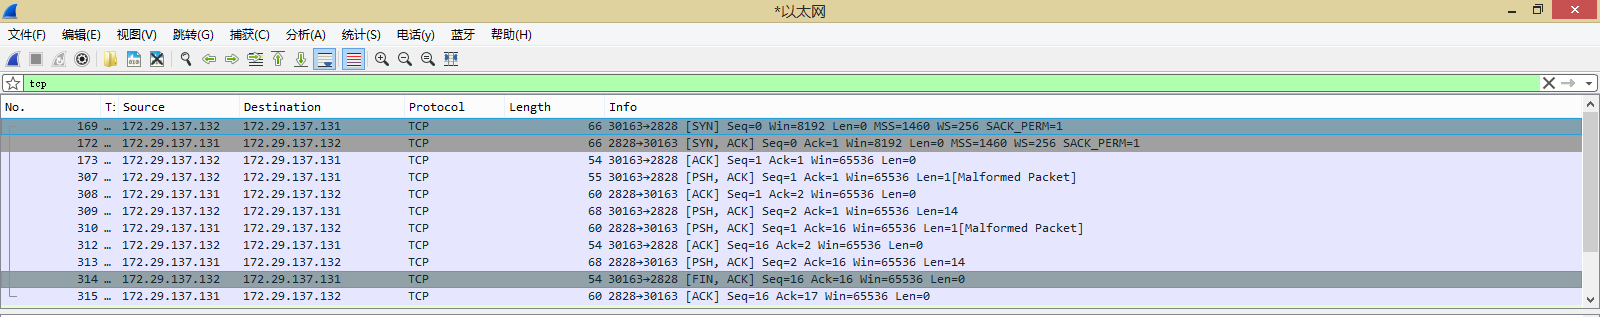 *以太网
文件(F) 编辑(E) 视图(V) 跳转(G) 捕获(C) 分析(A) 统计(S) 电话(y) 蓝牙 帮助(H)
tcp
No. T: Source Destination Protocol Length Info
169 … 172.29.137.132 172.29.137.131 TCP 66 30163→2828 [SYN] Seq=0 Win=8192 Len=0 MSS=1460 WS=256 SACK_PERM=1
172 … 172.29.137.131 172.29.137.132 TCP 66 2828→30163 [SYN, ACK] Seq=0 Ack=1 Win=8192 Len=0 MSS=1460 WS=256 SACK_PERM=1
173 … 172.29.137.132 172.29.137.131 TCP 54 30163→2828 [ACK] Seq=1 Ack=1 Win=65536 Len=0
307 … 172.29.137.132 172.29.137.131 TCP 55 30163→2828 [PSH, ACK] Seq=1 Ack=1 Win=65536 Len=1[Malformed Packet]
308 … 172.29.137.131 172.29.137.132 TCP 60 2828→30163 [ACK] Seq=1 Ack=2 Win=65536 Len=0
309 … 172.29.137.132 172.29.137.131 TCP 68 30163→2828 [PSH, ACK] Seq=2 Ack=1 Win=65536 Len=14
310 … 172.29.137.131 172.29.137.132 TCP 60 2828→30163 [PSH, ACK] Seq=1 Ack=16 Win=65536 Len=1[Malformed Packet]
312 … 172.29.137.132 172.29.137.131 TCP 54 30163→2828 [ACK] Seq=16 Ack=2 Win=65536 Len=0
313 … 172.29.137.131 172.29.137.132 TCP 68 2828→30163 [PSH, ACK] Seq=2 Ack=16 Win=65536 Len=14
314 … 172.29.137.132 172.29.137.131 TCP 54 30163→2828 [FIN, ACK] Seq=16 Ack=16 Win=65536 Len=0
315 … 172.29.137.131 172.29.137.132 TCP 60 2828→30163 [ACK] Seq=16 Ack=17 Win=65536 Len=0